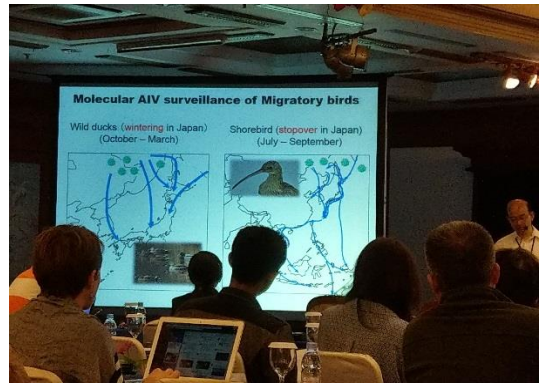 Molecular AIV surveillance of Migratory birds
Wild ducks (wintering in Japan)
(October – March)
Shorebird (stopover in Japan)
(July – September)